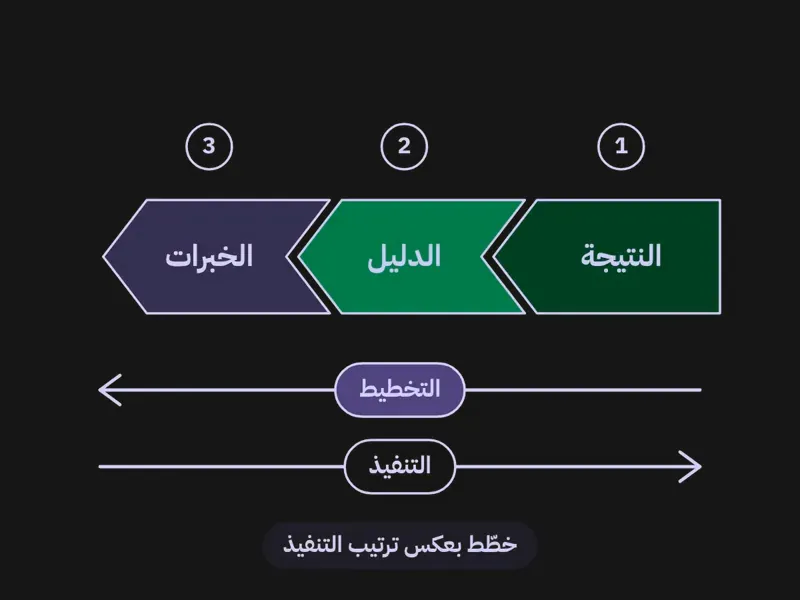 1
2
3
النتيجة
الدليل
الخبرات
التخطيط
التنفيذ
خطّط بعكس ترتيب التنفيذ